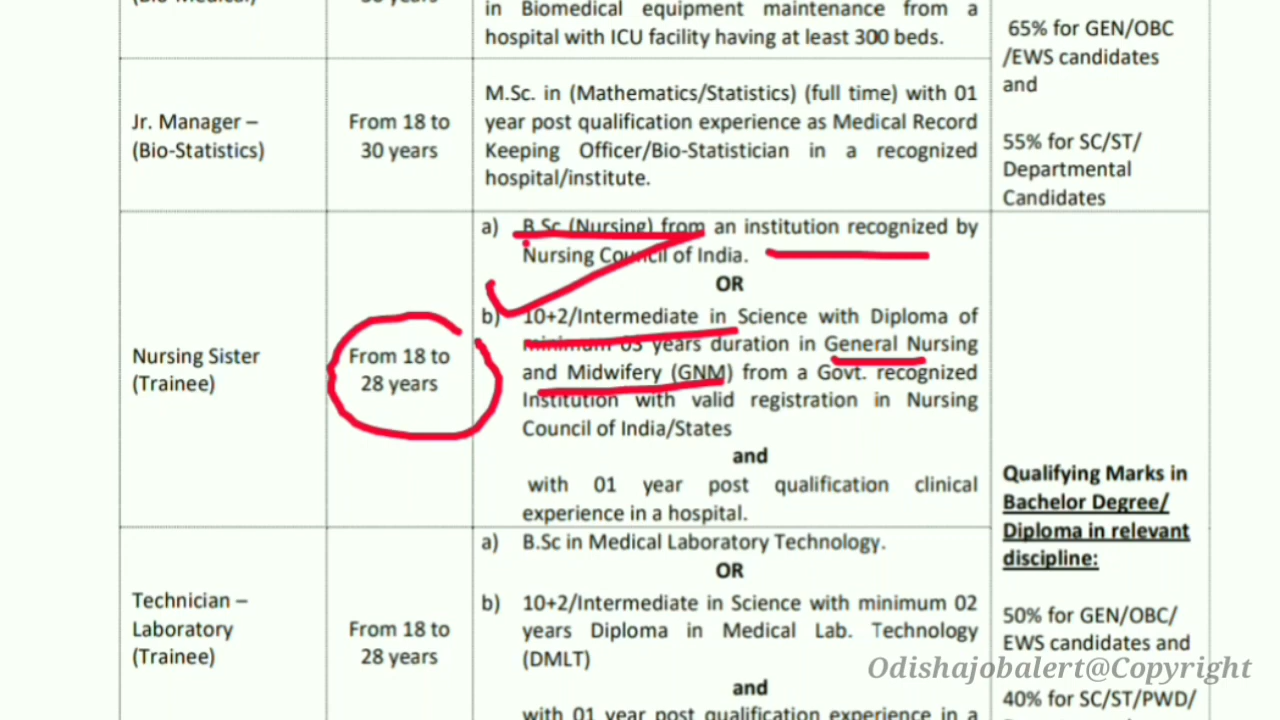 in Biomedical equipment maintenance from a
hospital with ICU facility having at least 300 beds.
65% for GEN/OBC
/EWS candidates
and
55% for SC/ST/
Departmental
Candidates
Jr. Manager –
(Bio-Statistics)
From 18 to
30 years
M.Sc. in (Mathematics/Statistics) (full time) with 01
year post qualification experience as Medical Record
Keeping Officer/Bio-Statistician in a recognized
hospital/institute.
Nursing Sister
(Trainee)
From 18 to
28 years
a) B.Sc (Nursing) from an institution recognized by
Nursing Council of India.
OR
b) 10+2/Intermediate in Science with Diploma of
minimum 03 years duration in General Nursing
and Midwifery (GNM) from a Govt. recognized
Institution with valid registration in Nursing
Council of India/States
and
with 01 year post qualification clinical
experience in a hospital.
Technician –
Laboratory
(Trainee)
From 18 to
28 years
a) B.Sc in Medical Laboratory Technology.
OR
b) 10+2/Intermediate in Science with minimum 02
years Diploma in Medical Lab. Technology
(DMLT)
and
with 01 year post qualification experience in a
Qualifying Marks in
Bachelor Degree/
Diploma in relevant
discipline:
50% for GEN/OBC/
EWS candidates and
40% for SC/ST/PWD/
Odishajobalert@Copyright